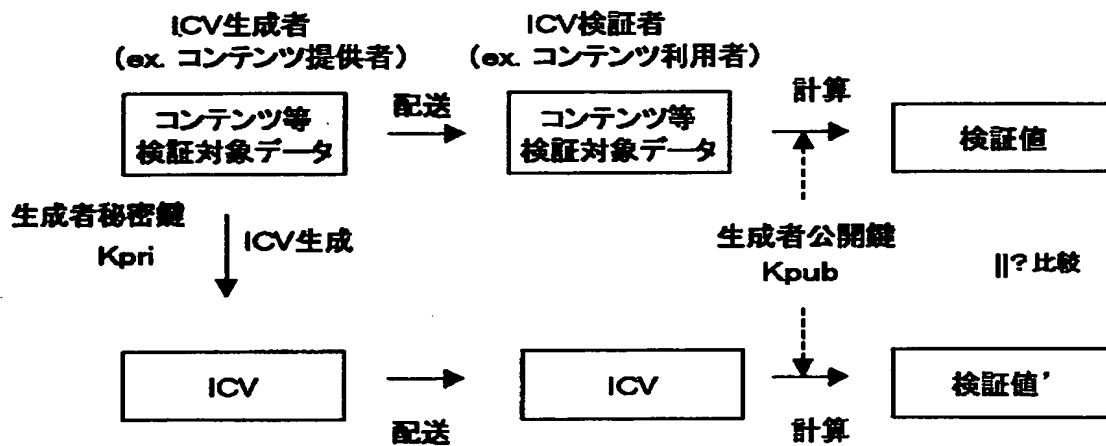 ICV生成者
(ex. コンテンツ提供者)
ICV検証者
(ex. コンテンツ利用者)
コンテンツ等
検証対象データ
配送
コンテンツ等
検証対象データ
計算
検証値
生成者秘密鍵
Kpri
ICV生成
生成者公開鍵
Kpub
||? 比較
ICV
配送
ICV
計算
検証値’